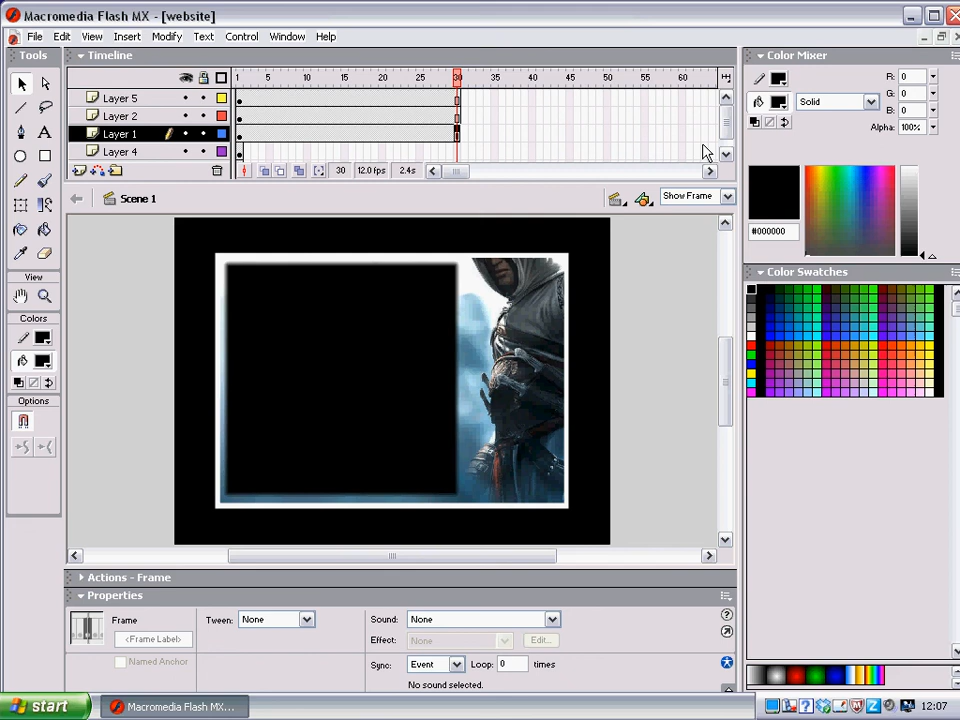 Macromedia Flash MX - [website]
File Edit View Insert Modify Text Control Window Help
Tools
Timeline
Color Mixer
1 5 10 15 20 25 30 35 40 45 50 55 60
Layer 5
Layer 2
Layer 1
Layer 4
30 12.0 fps 2.4s
Solid
R: 0
G: 0
B: 0
Alpha: 100%
#000000
Scene 1
Show Frame
View
Colors
Options
Color Swatches
Actions - Frame
Properties
Frame
<Frame Label>
Named Anchor
Tween: None
Sound: None
Effect: None
Edit...
Sync: Event Loop: 0 times
No sound selected.
start
Macromedia Flash MX...
12:07